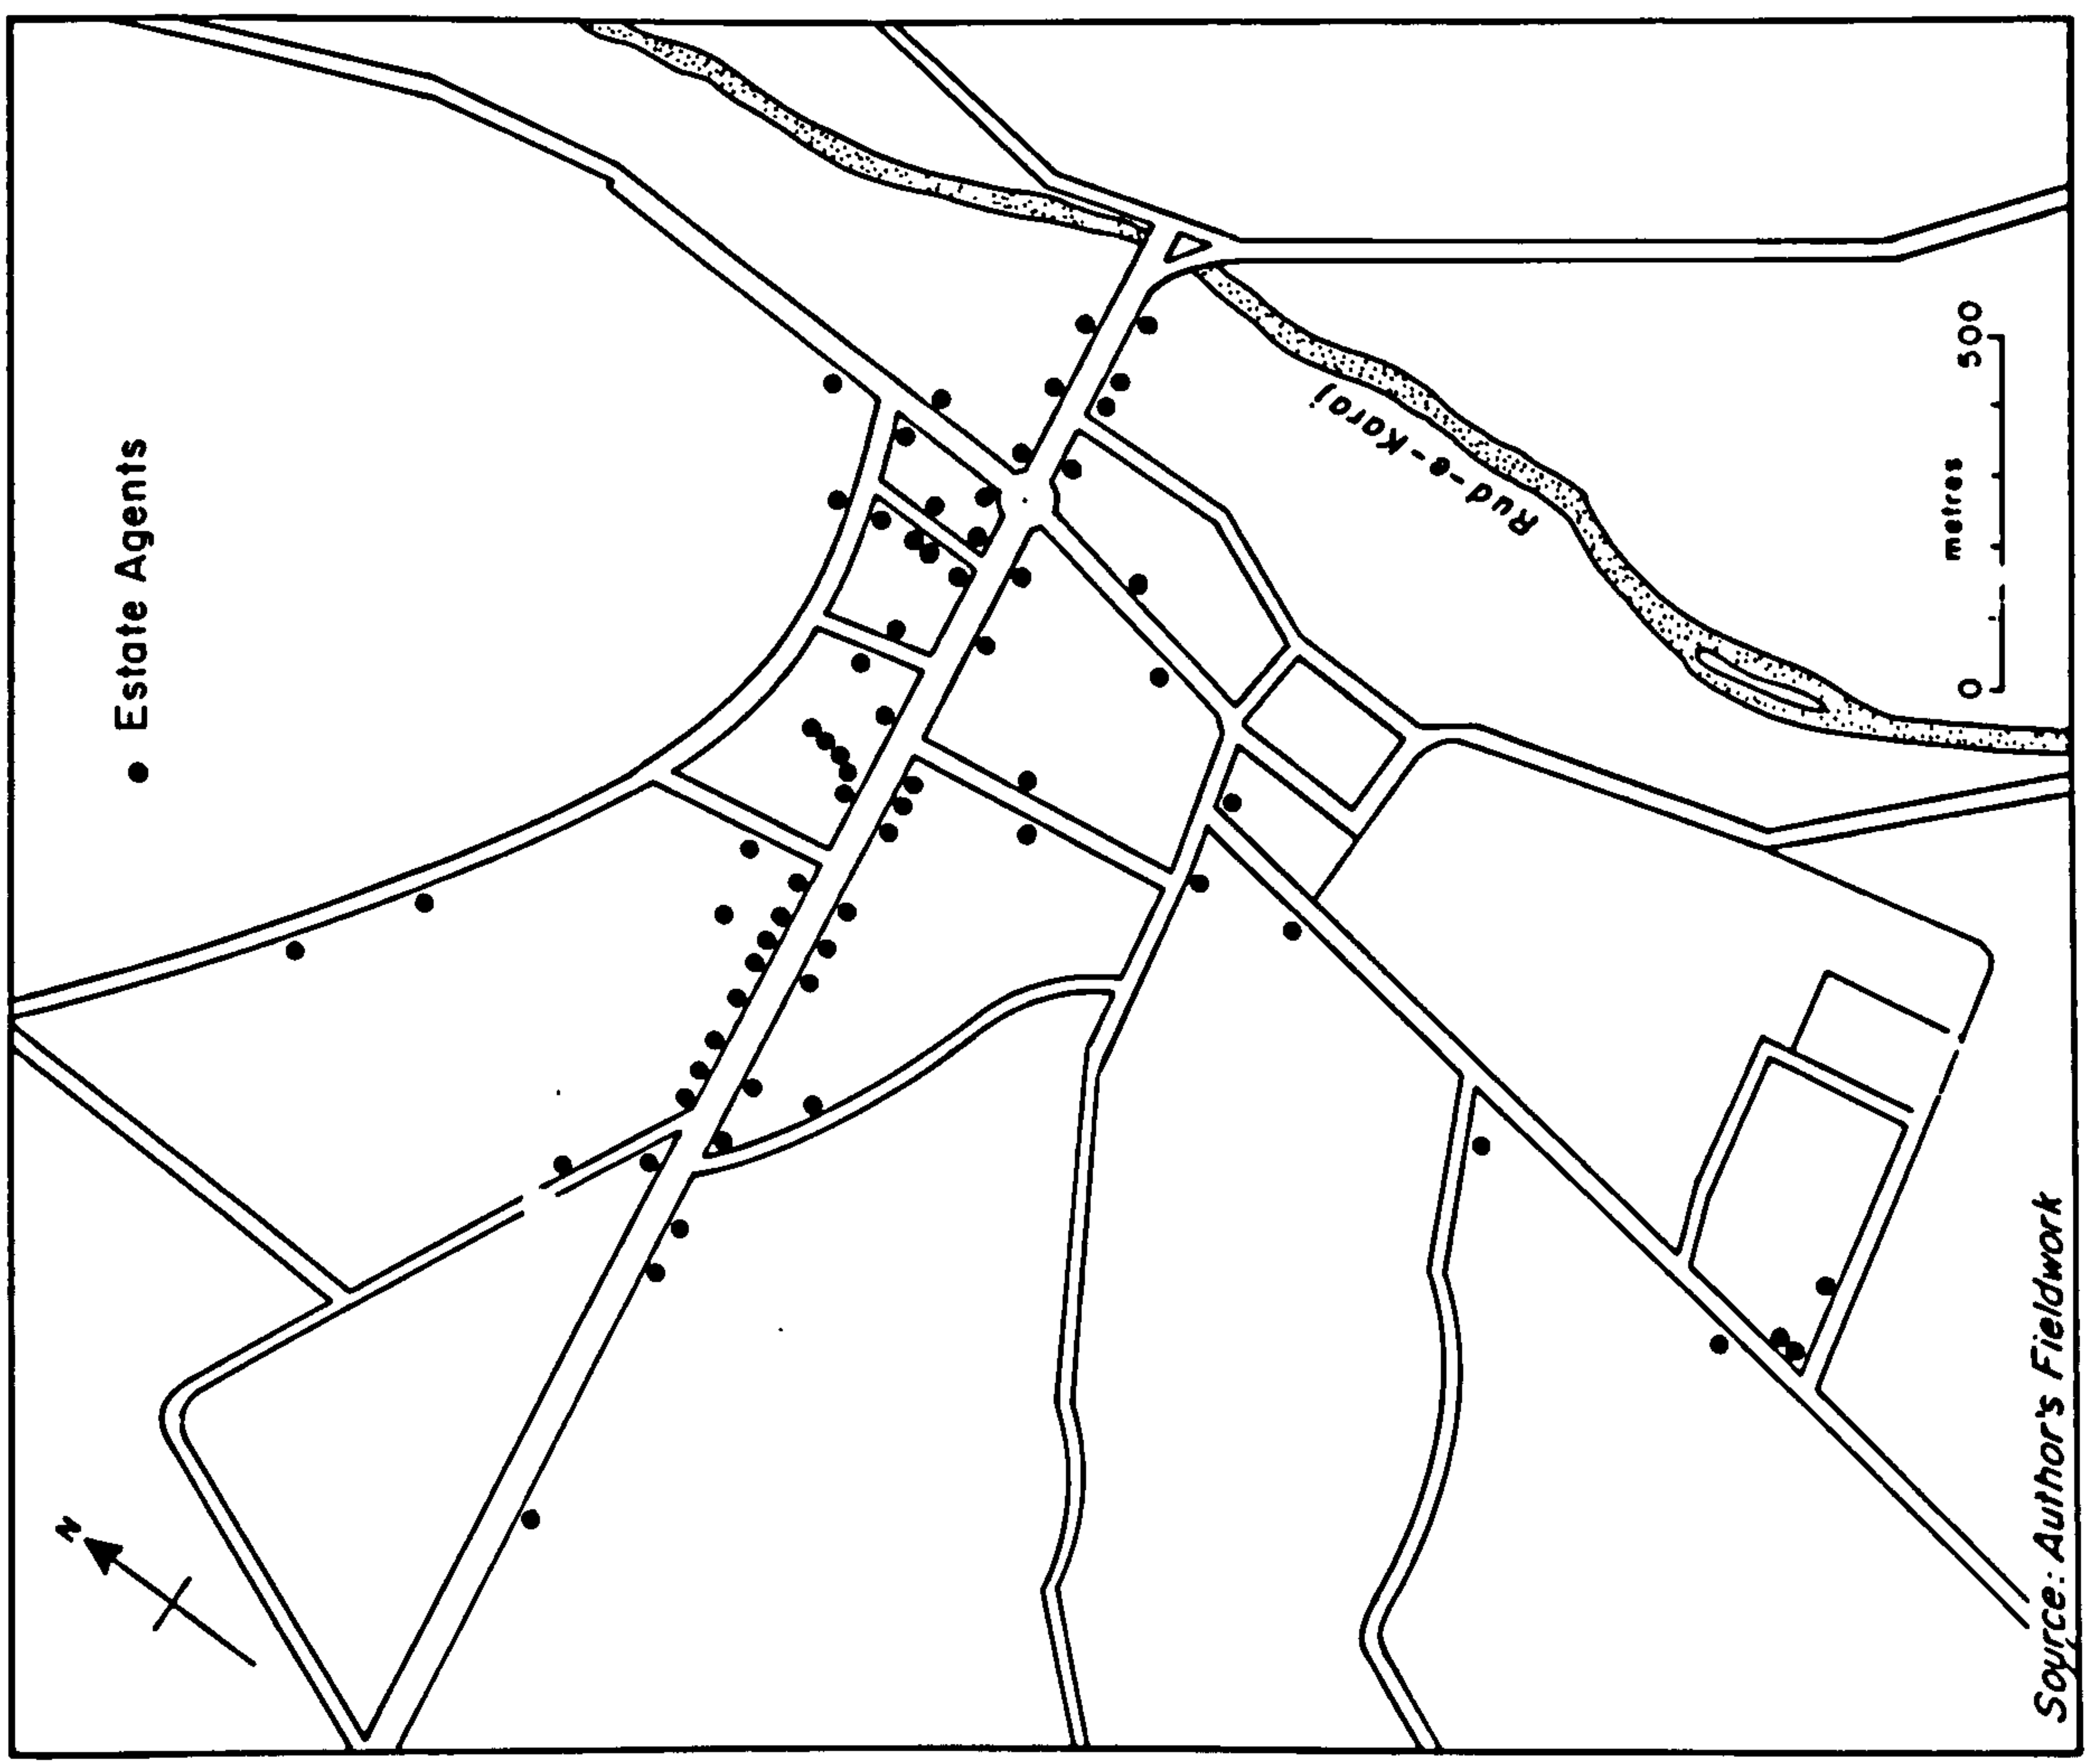 Estate Agents
Rud-e-Karaj
metres
0 500
N
Source: Author's Fieldwork